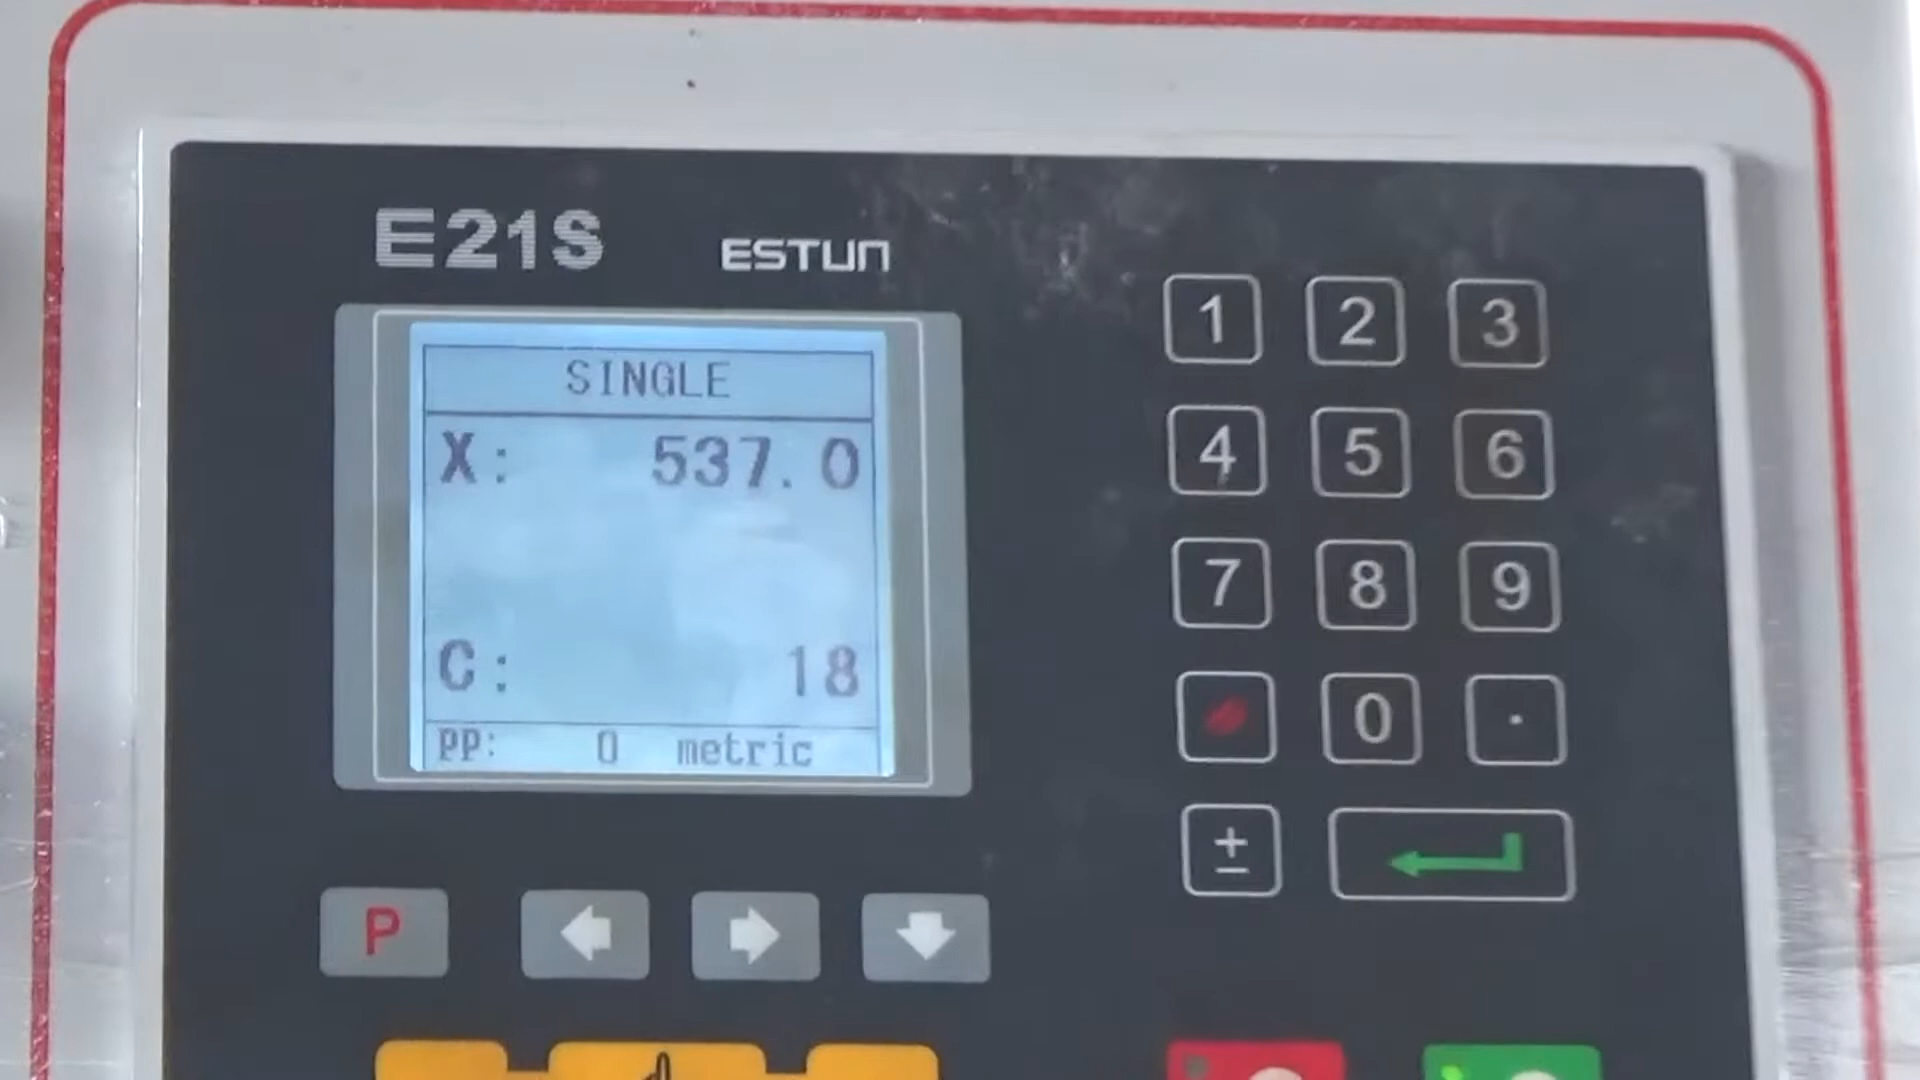 E21S ESTUN
SINGLE
X: 537.0
C: 18
PP: 0 metric
1 2 3
4 5 6
7 8 9
0 .
±
P